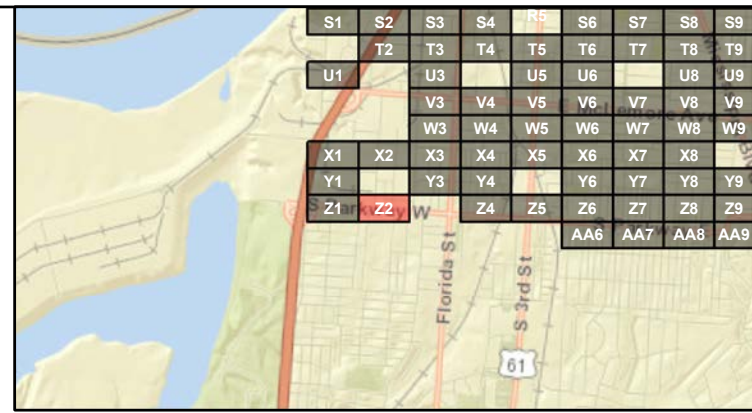 R5
S1 S2 S3 S4 S6 S7 S8 S9
T2 T3 T4 T5 T6 T7 T8 T9
U1 U3 U5 U6 U8 U9
V3 V4 V5 V6 V7 V8 V9
E McLemore Ave
W3 W4 W5 W6 W7 W8 W9
X1 X2 X3 X4 X5 X6 X7 X8
Y1 Y3 Y4 Y6 Y7 Y8 Y9
Z1 Z2 Z4 Z5 Z6 Z7 Z8 Z9
S Parkway W
AA6 AA7 AA8 AA9
Florida St
S 3rd St
61